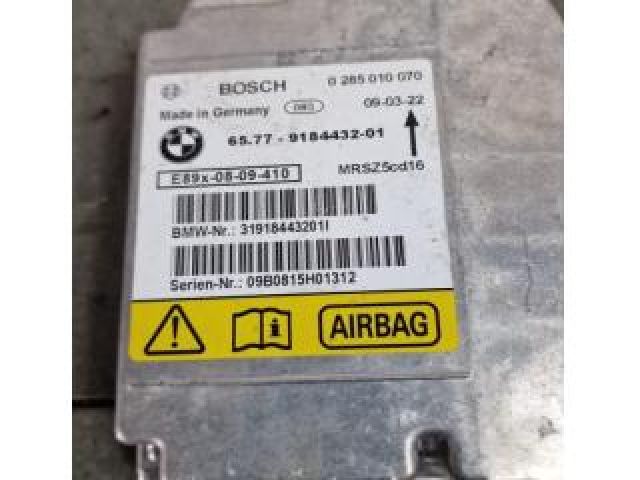 BOSCH 0 285 010 070
Made in Germany 09-03-22
65.77 - 9184432-01
E89x-08-09-410 MRSZ5cd16
BMW-Nr.: 31918443201I
Serien-Nr.: 09B0815H01312
AIRBAG